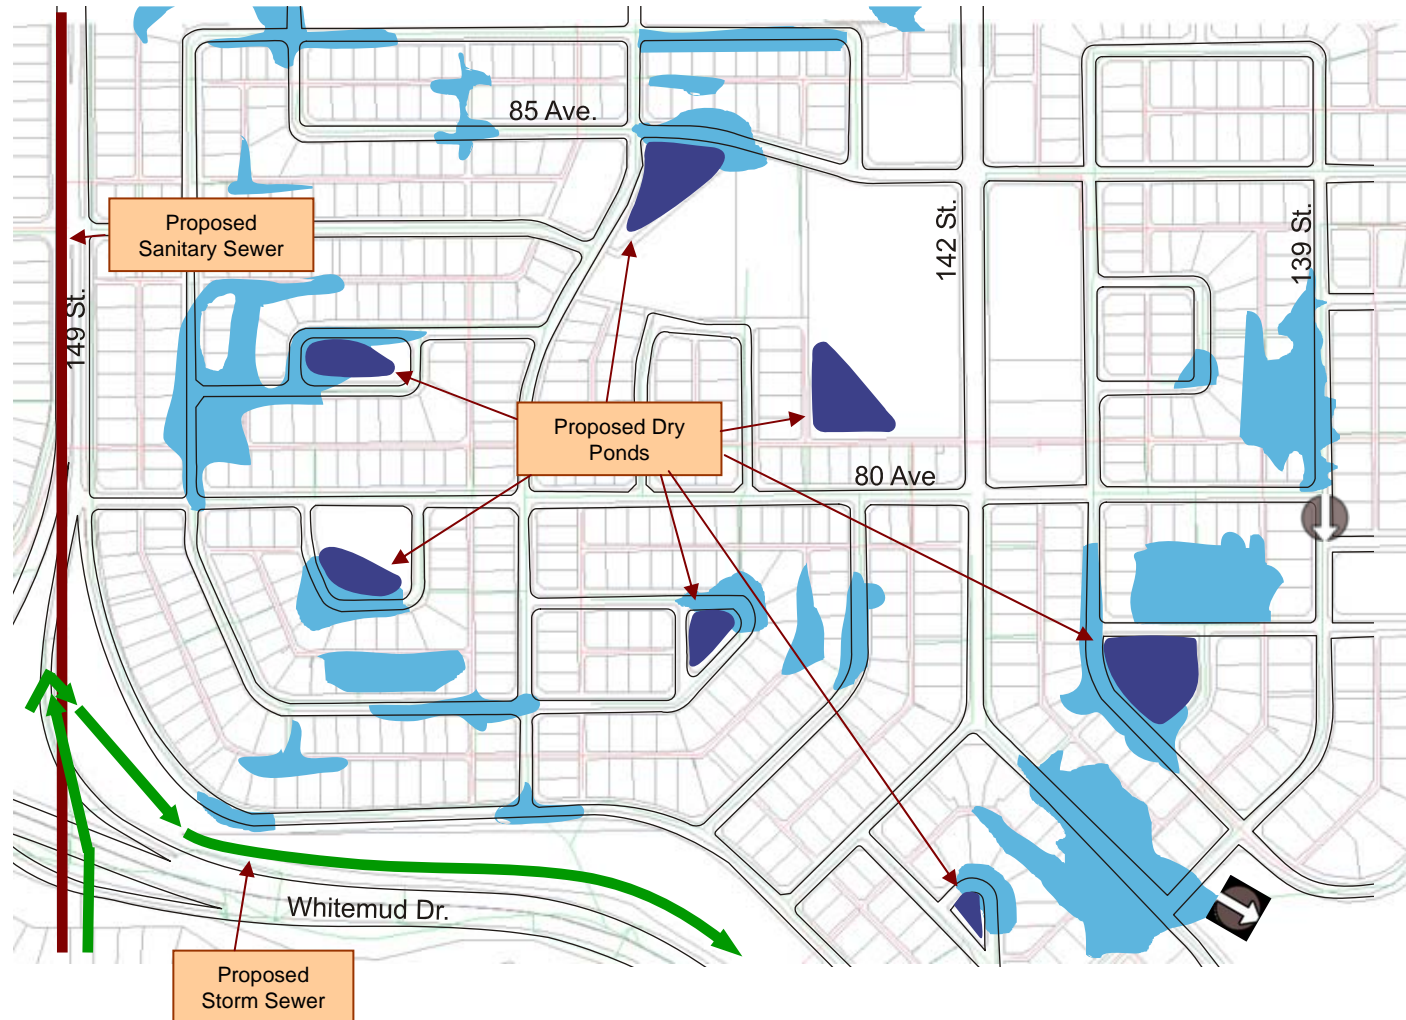 85 Ave.
Proposed
Sanitary Sewer
142 St.
139 St.
149 St.
Proposed Dry
Ponds
80 Ave
Whitemud Dr.
Proposed
Storm Sewer